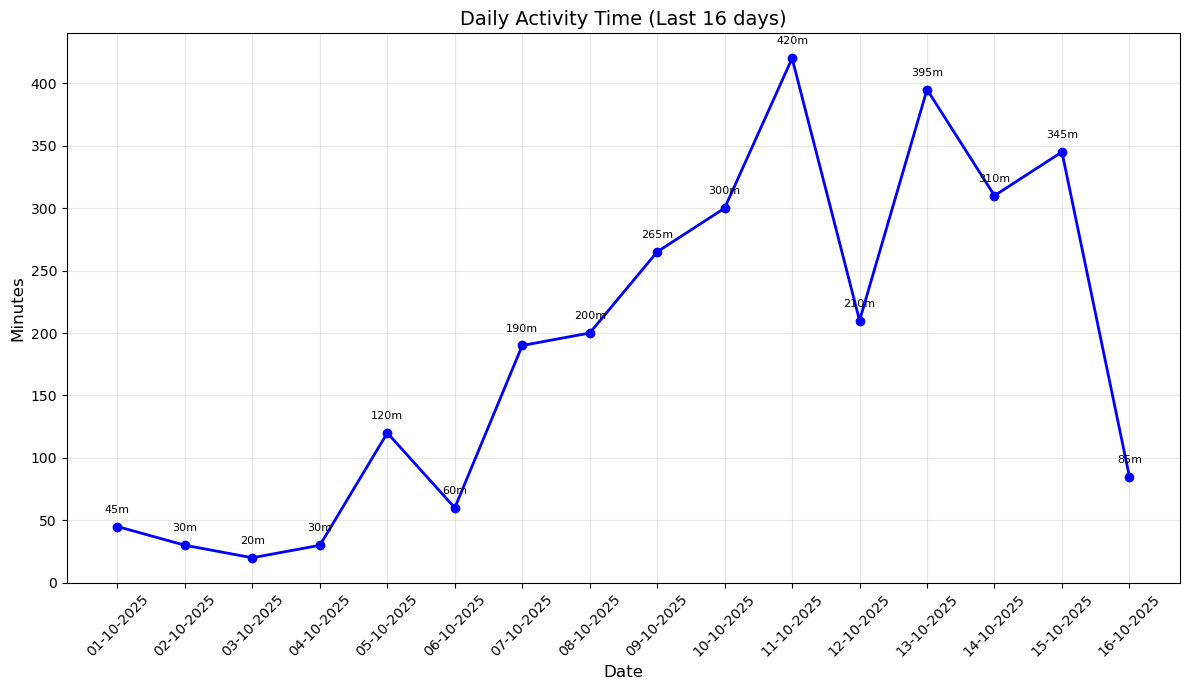 Daily Activity Time (Last 16 days)
Minutes
400
350
300
250
200
150
100
50
0
45m
30m
20m
30m
120m
60m
190m
200m
265m
300m
420m
210m
395m
310m
345m
85m
01-10-2025
02-10-2025
03-10-2025
04-10-2025
05-10-2025
06-10-2025
07-10-2025
08-10-2025
09-10-2025
10-10-2025
11-10-2025
12-10-2025
13-10-2025
14-10-2025
15-10-2025
16-10-2025
Date